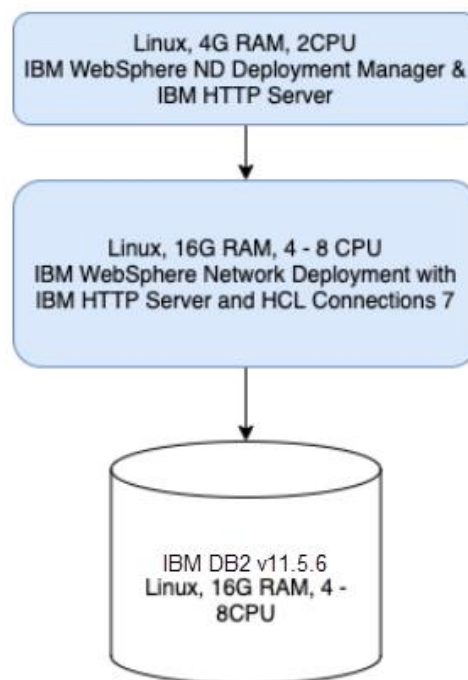 Linux, 4G RAM, 2CPU
IBM WebSphere ND Deployment Manager &
IBM HTTP Server
Linux, 16G RAM, 4 - 8 CPU
IBM WebSphere Network Deployment with
IBM HTTP Server and HCL Connections 7
IBM DB2 v11.5.6
Linux, 16G RAM, 4 -
8CPU